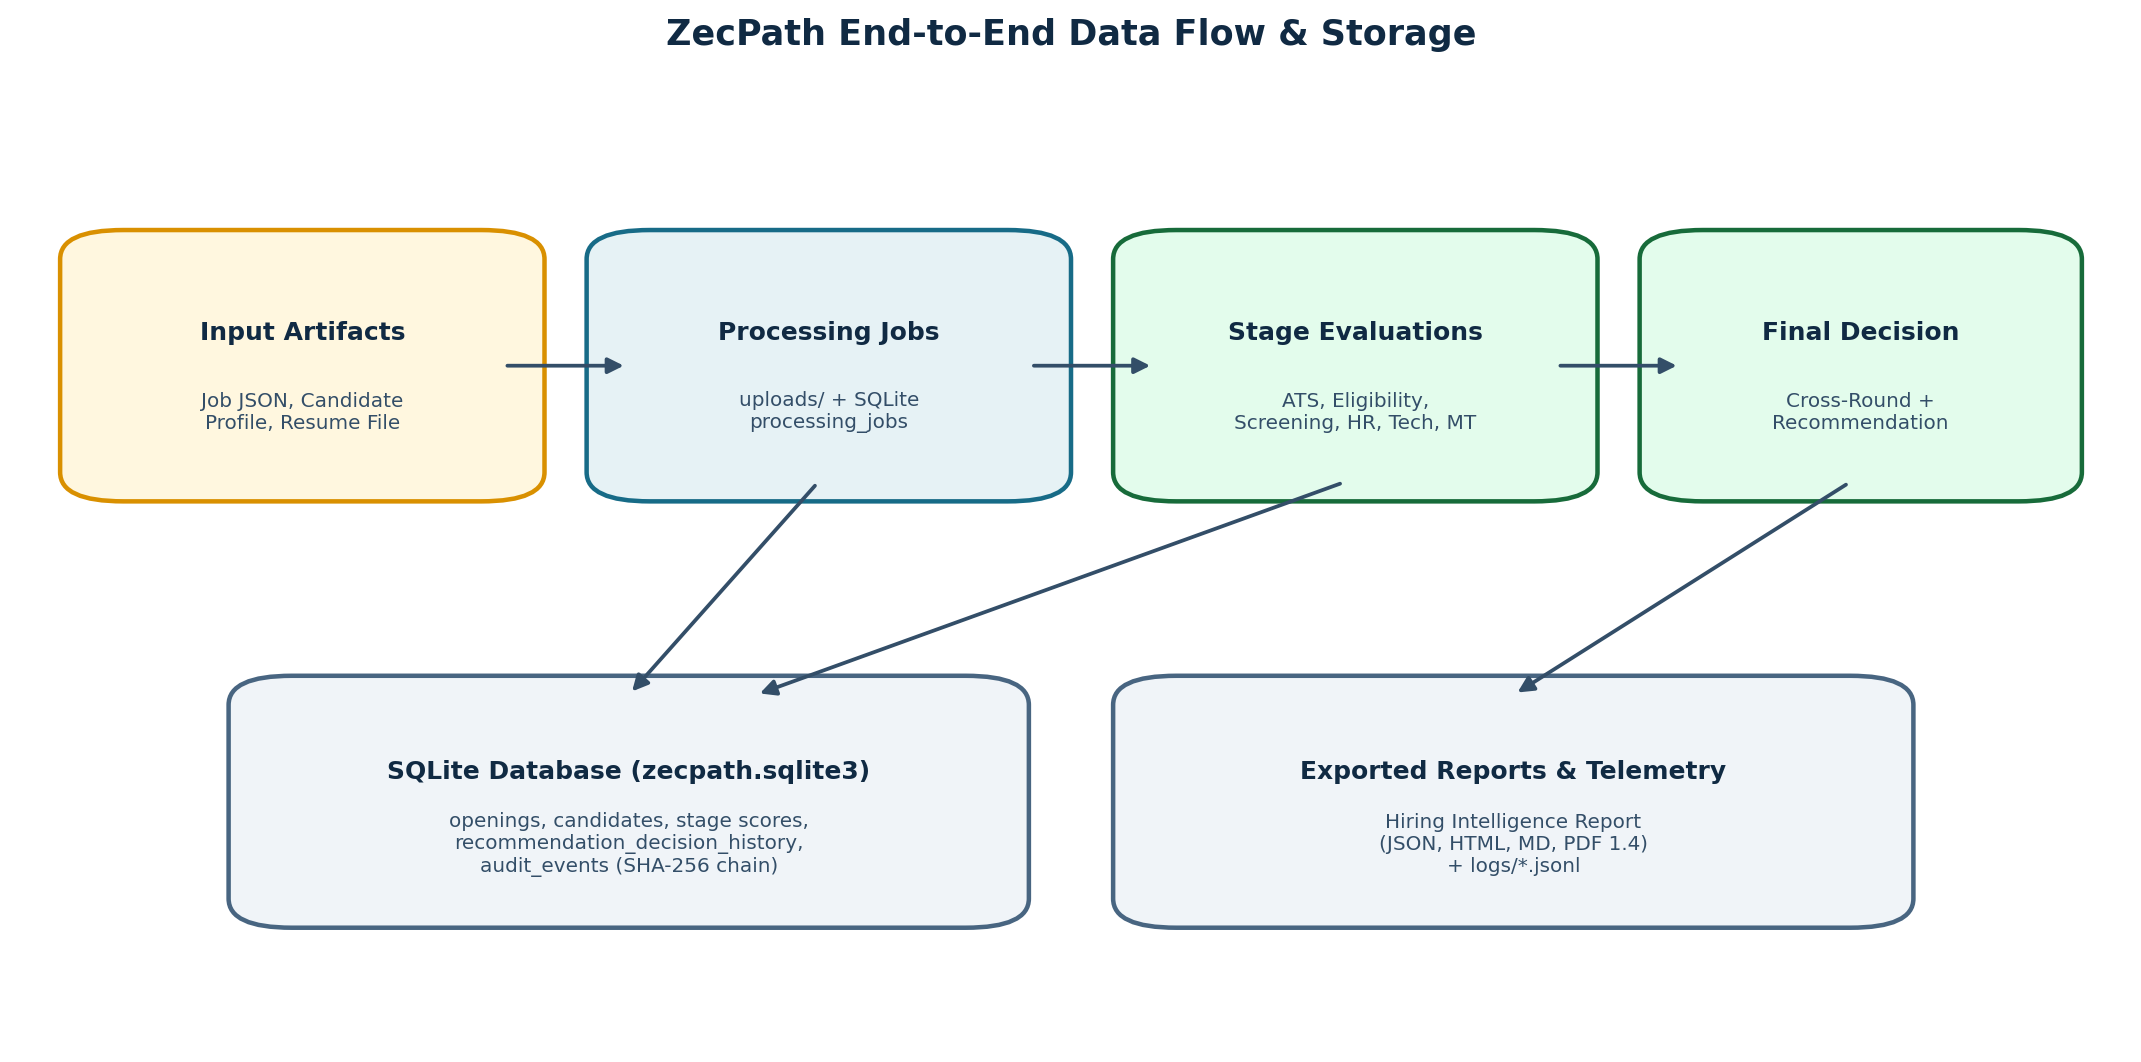 ZecPath End-to-End Data Flow & Storage
Input Artifacts
Job JSON, Candidate
Profile, Resume File
Processing Jobs
uploads/ + SQLite
processing_jobs
Stage Evaluations
ATS, Eligibility,
Screening, HR, Tech, MT
Final Decision
Cross-Round +
Recommendation
SQLite Database (zecpath.sqlite3)
openings, candidates, stage scores,
recommendation_decision_history,
audit_events (SHA-256 chain)
Exported Reports & Telemetry
Hiring Intelligence Report
(JSON, HTML, MD, PDF 1.4)
+ logs/*.jsonl